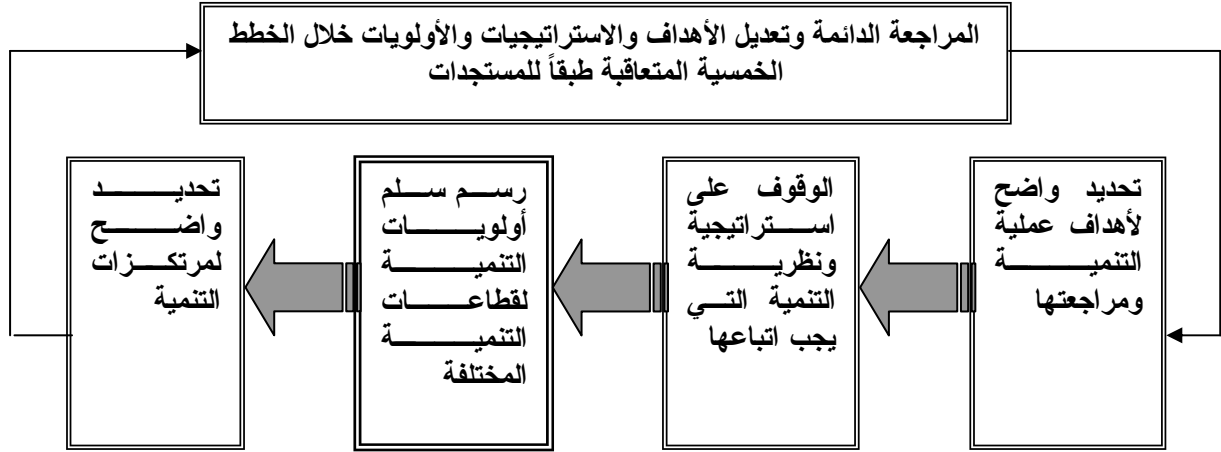 المراجعة الدائمة وتعديل الأهداف والاستراتيجيات والأولويات خلال الخطط
الخمسية المتعاقبة طبقاً للمستجدات
تحديد واضح
لأهداف عملية
التنمية
ومراجعتها
الوقوف على
استراتيجية
ونظرية
التنمية التي
يجب اتباعها
رسم سلم
أولويات
التنمية
لقطاعات
التنمية
المختلفة
تحديد
واضح
لمرتكزات
التنمية